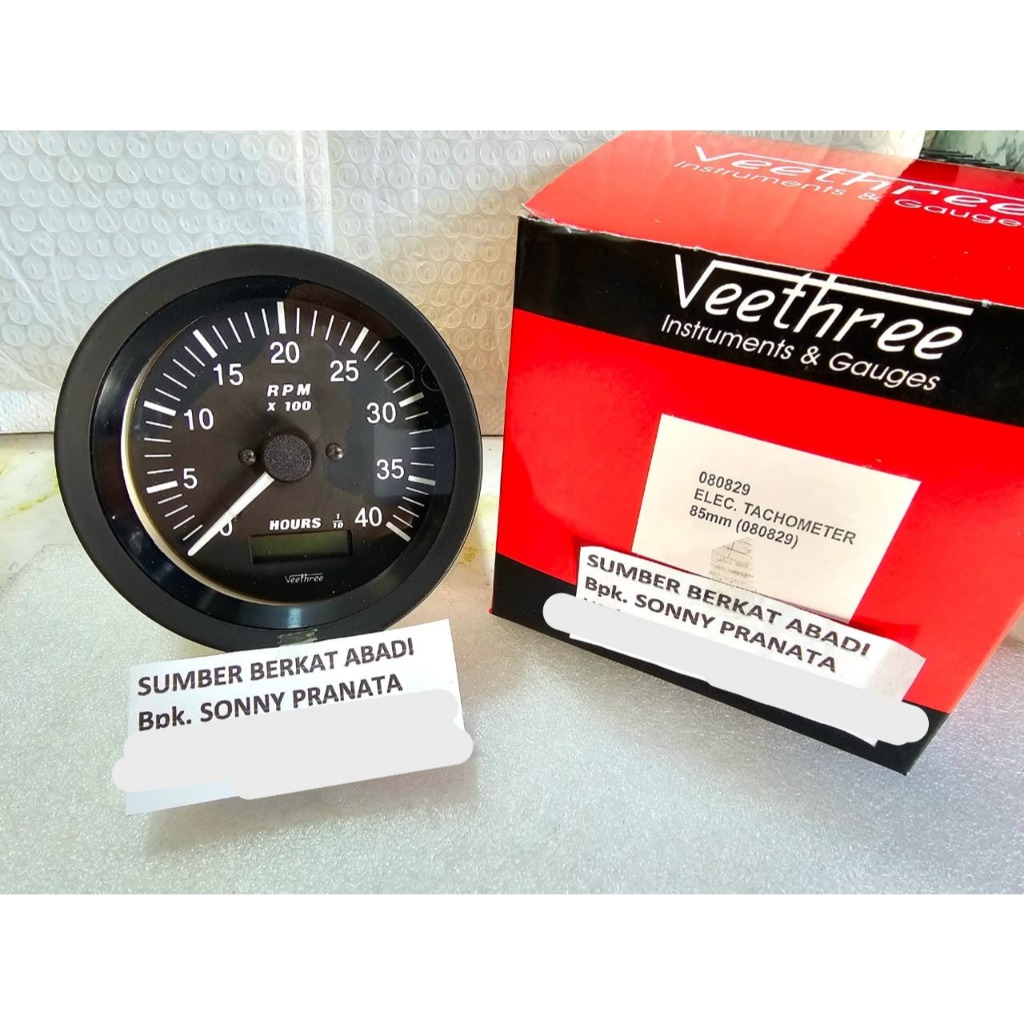 20
15
25
RPM
X 100
10
30
5
35
0
HOURS 1/10
40
Veethree
SUMBER BERKAT ABADI
Bpk. SONNY PRANATA
Veethree
Instruments & Gauges
Veethree
Instruments & Gauges
080829
ELEC. TACHOMETER
85mm (080829)
SUMBER BERKAT ABADI
Bpk. SONNY PRANATA